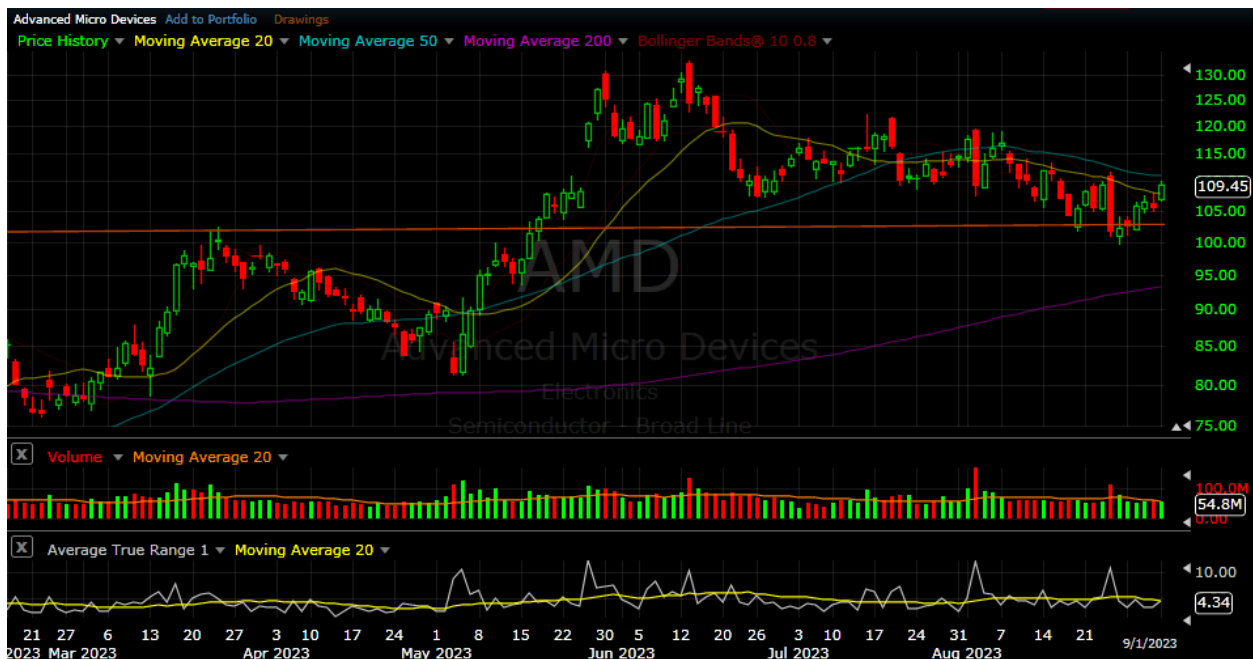 Advanced Micro Devices Add to Portfolio Drawings
Price History Moving Average 20 Moving Average 50 Moving Average 200 Bollinger Bands® 10 0.8
130.00
125.00
120.00
115.00
109.45
105.00
100.00
95.00
90.00
85.00
80.00
75.00
AMD
Advanced Micro Devices
Electronics
Semiconductor - Broad Line
X Volume Moving Average 20
100.0M
54.8M
0.00
X Average True Range 1 Moving Average 20
10.00
4.34
21 27 6 13 20 27 3 10 17 24 1 8 15 22 30 5 12 20 26 3 10 17 24 31 7 14 21 9/1/2023
2023 Mar 2023 Apr 2023 May 2023 Jun 2023 Jul 2023 Aug 2023